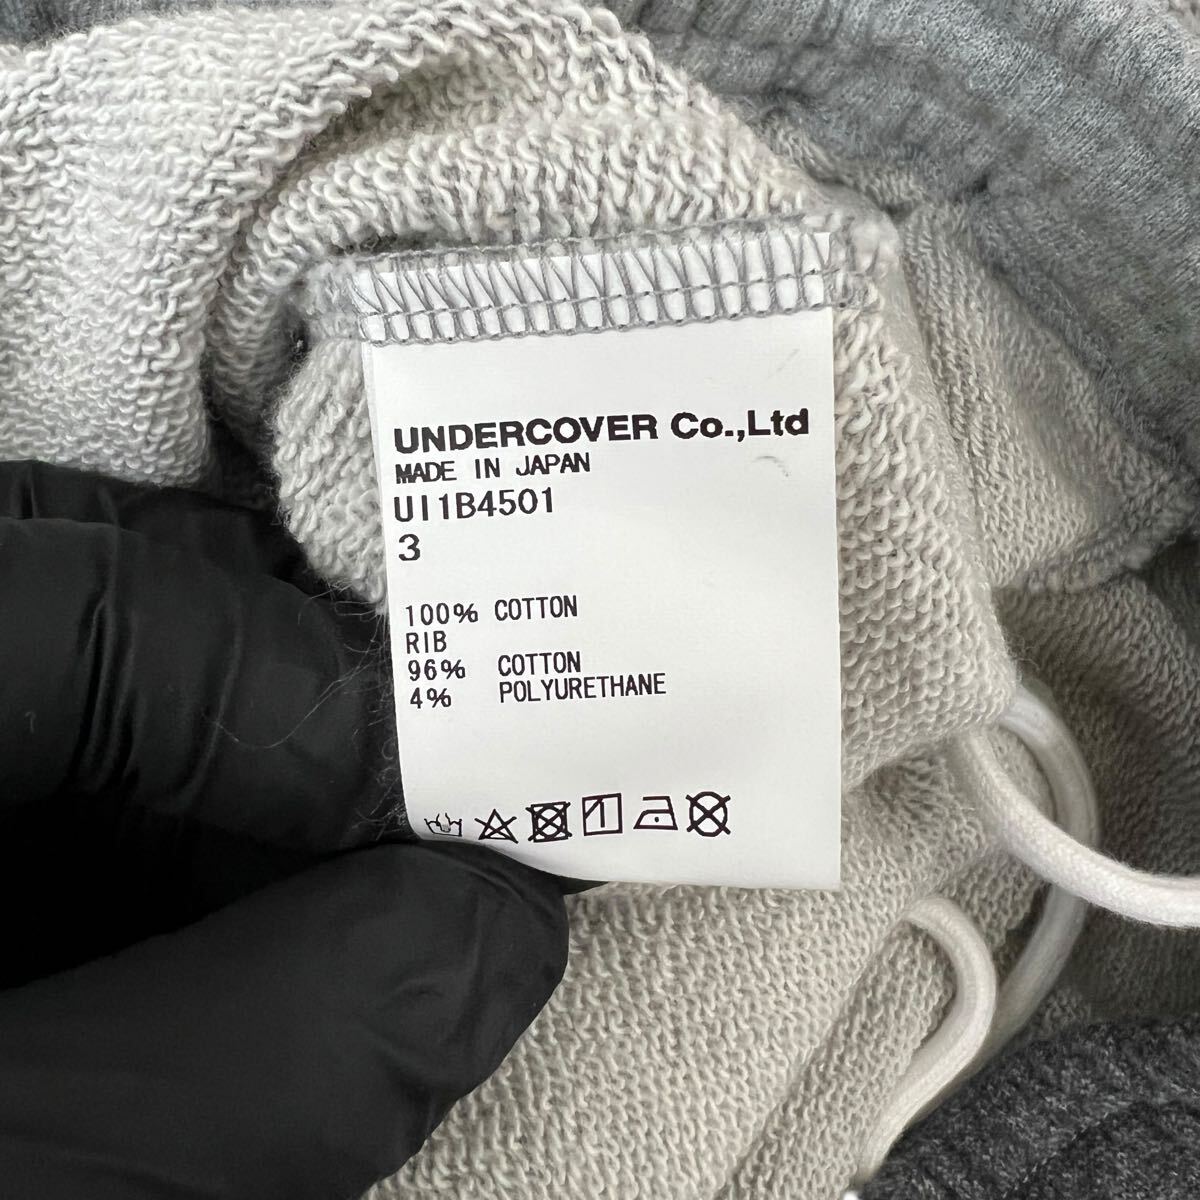 UNDERCOVER Co.,Ltd
MADE IN JAPAN
UI1B4501
3
100% COTTON
RIB
96% COTTON
4% POLYURETHANE